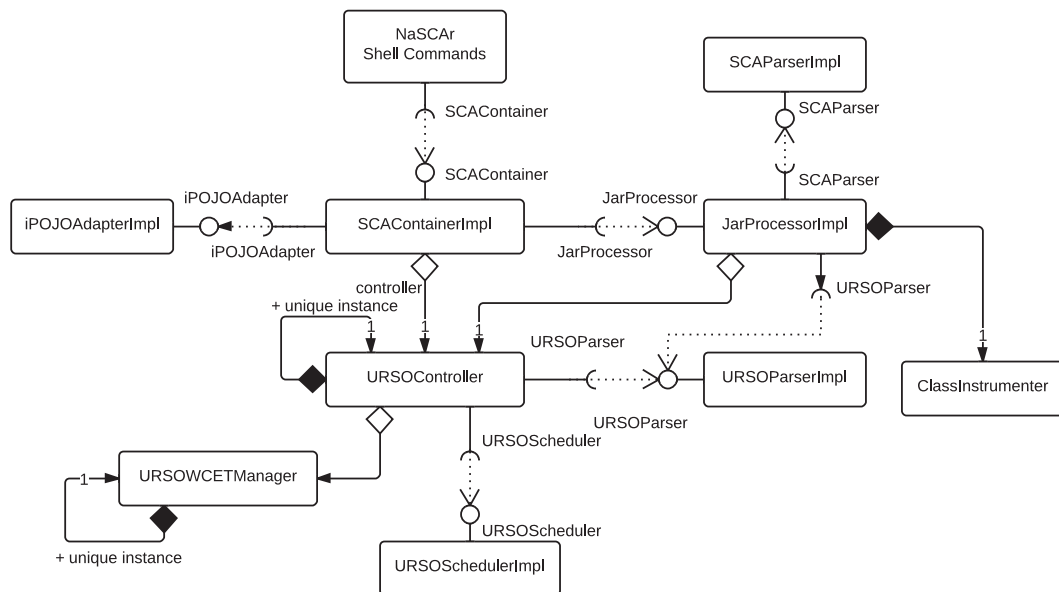 NaSCAr
Shell Commands
SCAParserImpl
SCAContainer
SCAParser
SCAContainer
SCAParser
iPOJOAdapter
JarProcessor
iPOJOAdapterImpl
SCAContainerImpl
JarProcessorImpl
iPOJOAdapter
JarProcessor
controller
URSOParser
+ unique instance
1
1
1
1
URSOParser
URSOController
URSOParserImpl
ClassInstrumenter
URSOParser
URSOScheduler
1
URSOWCETManager
URSOScheduler
+ unique instance
URSOSchedulerImpl